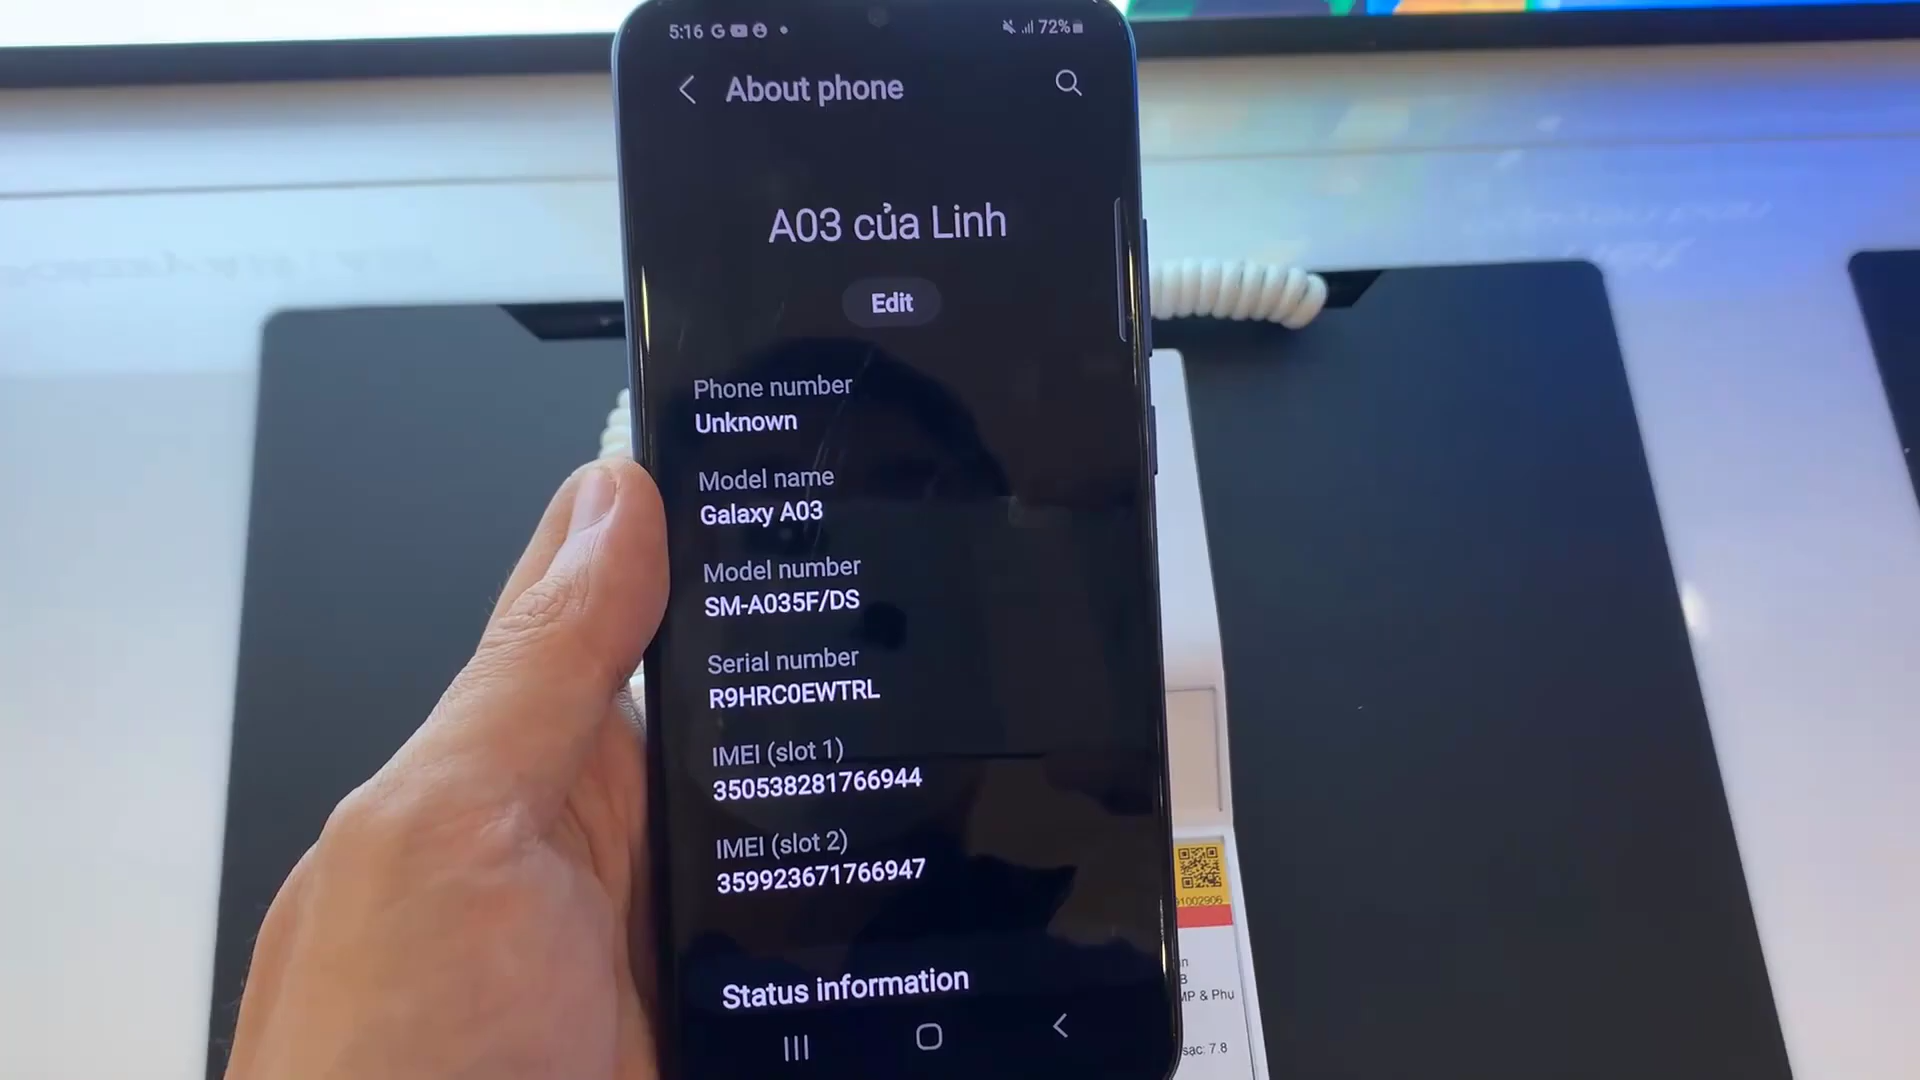 5:16
72%
About phone
A03 của Linh
Edit
Phone number
Unknown
Model name
Galaxy A03
Model number
SM-A035F/DS
Serial number
R9HRC0EWTRL
IMEI (slot 1)
350538281766944
IMEI (slot 2)
359923671766947
Status information
91002906
MP & Phụ
sạc: 7.8